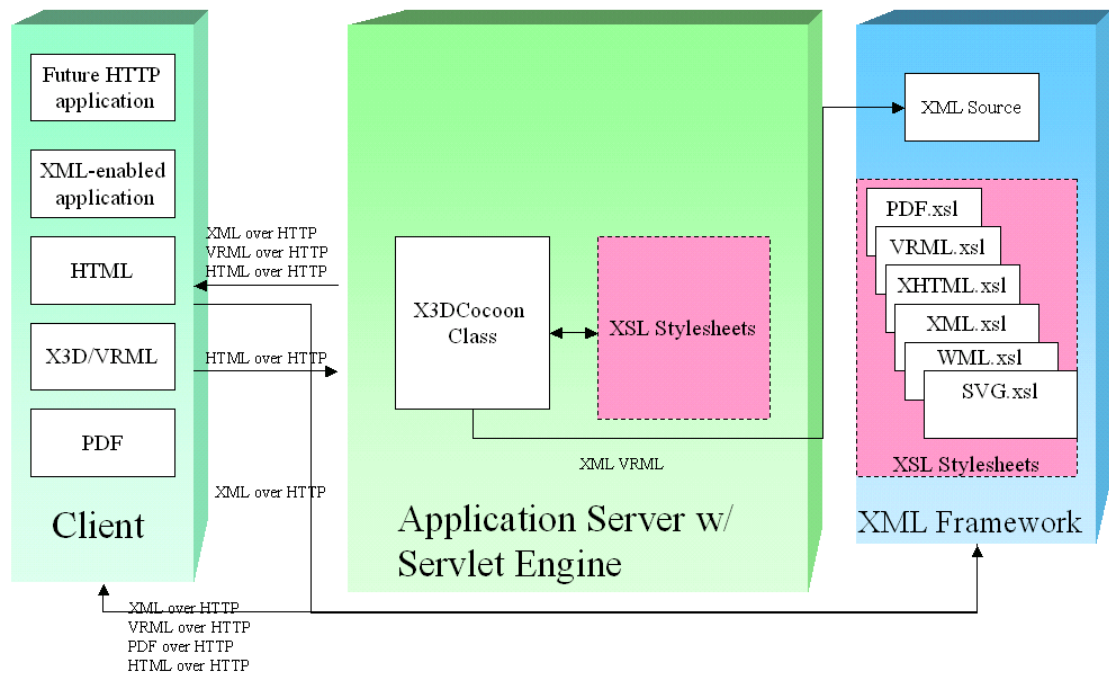 Future HTTP
application
XML-enabled
application
HTML
X3D/VRML
PDF
Client
XML over HTTP
VRML over HTTP
HTML over HTTP
HTML over HTTP
XML over HTTP
XML over HTTP
VRML over HTTP
PDF over HTTP
HTML over HTTP
X3DCocoon
Class
XSL Stylesheets
XML VRML
Application Server w/
Servlet Engine
XML Source
PDF.xsl
VRML.xsl
XHTML.xsl
XML.xsl
WML.xsl
SVG.xsl
XSL Stylesheets
XML Framework